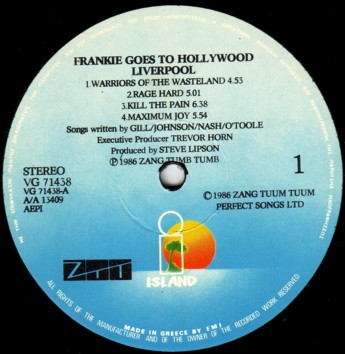 FRANKIE GOES TO HOLLYWOOD
LIVERPOOL
1.WARRIORS OF THE WASTELAND 4.53
2.RAGE HARD 5.01
3.KILL THE PAIN 6.38
4.MAXIMUM JOY 5.54
Songs written by GILL/JOHNSON/NASH/O'TOOLE
Executive Producer TREVOR HORN
Produced by STEVE LIPSON
Ⓟ1986 ZANG TUMB TUMB
STEREO
VG 71438
VG 71438-A
A/A 13409
AEPI
1
©1986 ZANG TUUM TUUM
PERFECT SONGS LTD
ZTT
i
ISLAND
MADE IN GREECE BY EMI
ALL RIGHTS OF THE MANUFACTURER AND OF THE OWNER OF THE RECORDED WORK RESERVED